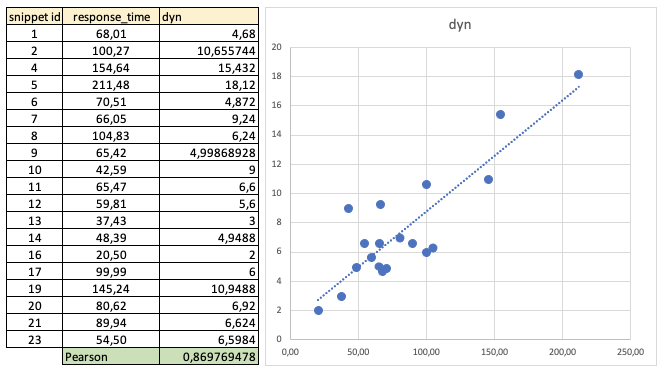 snippet id response_time dyn
1 68,01 4,68
2 100,27 10,655744
4 154,64 15,432
5 211,48 18,12
6 70,51 4,872
7 66,05 9,24
8 104,83 6,24
9 65,42 4,99868928
10 42,59 9
11 65,47 6,6
12 59,81 5,6
13 37,43 3
14 48,39 4,9488
16 20,50 2
17 99,99 6
19 145,24 10,9488
20 80,62 6,92
21 89,94 6,624
23 54,50 6,5984
Pearson 0,869769478
dyn
20
18
16
14
12
10
8
6
4
2
0
0,00 50,00 100,00 150,00 200,00 250,00